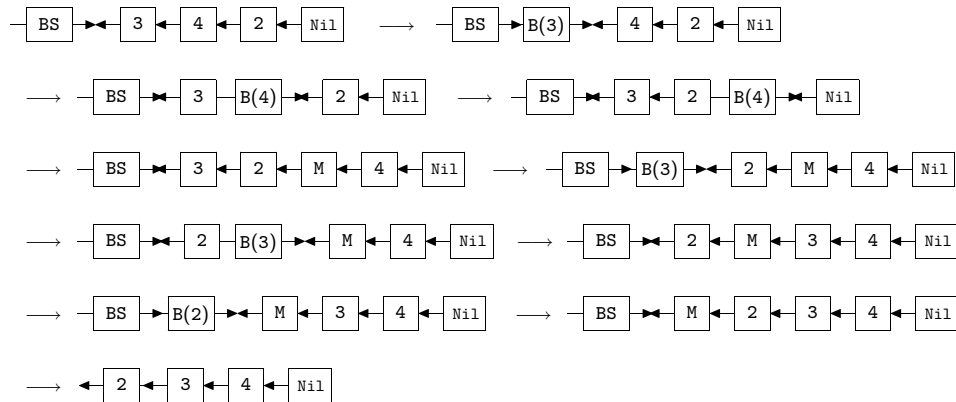 BS 3 4 2 Nil ⟶ BS B(3) 4 2 Nil
⟶ BS 3 B(4) 2 Nil ⟶ BS 3 2 B(4) Nil
⟶ BS 3 2 M 4 Nil ⟶ BS B(3) 2 M 4 Nil
⟶ BS 2 B(3) M 4 Nil ⟶ BS 2 M 3 4 Nil
⟶ BS B(2) M 3 4 Nil ⟶ BS M 2 3 4 Nil
⟶ 2 3 4 Nil